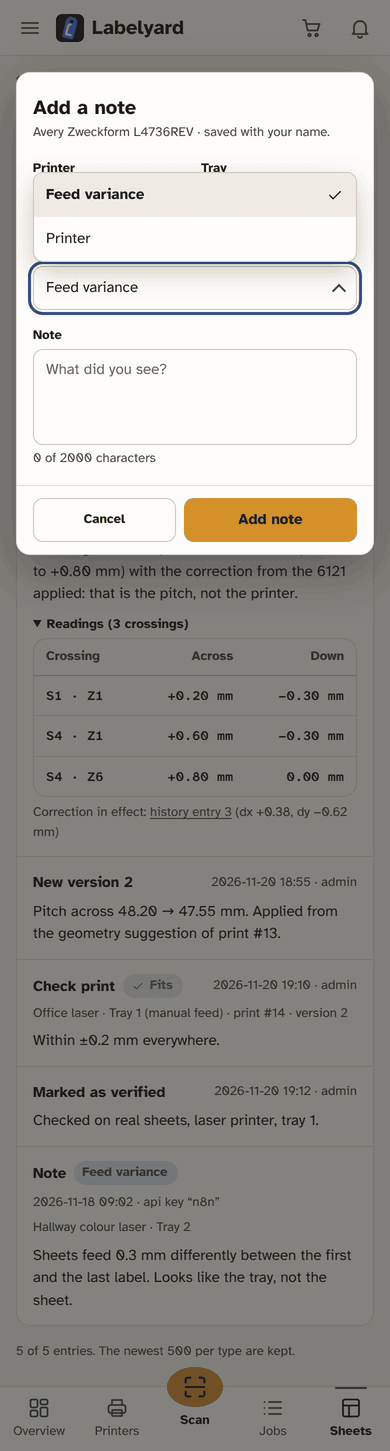 Labelyard
Add a note
Avery Zweckform L4736REV · saved with your name.
Printer Tray
Feed variance
Printer
Feed variance
Note
What did you see?
0 of 2000 characters
Cancel Add note
to +0.80 mm) with the correction from the 6121
applied: that is the pitch, not the printer.
▼ Readings (3 crossings)
Crossing Across Down
S1 · Z1 +0.20 mm −0.30 mm
S4 · Z1 +0.60 mm −0.30 mm
S4 · Z6 +0.80 mm 0.00 mm
Correction in effect: history entry 3 (dx +0.38, dy −0.62
mm)
New version 2 2026-11-20 18:55 · admin
Pitch across 48.20 → 47.55 mm. Applied from
the geometry suggestion of print #13.
Check print ✓ Fits 2026-11-20 19:10 · admin
Office laser · Tray 1 (manual feed) · print #14 · version 2
Within ±0.2 mm everywhere.
Marked as verified 2026-11-20 19:12 · admin
Checked on real sheets, laser printer, tray 1.
Note Feed variance
2026-11-18 09:02 · api key “n8n”
Hallway colour laser · Tray 2
Sheets feed 0.3 mm differently between the first
and the last label. Looks like the tray, not the
sheet.
5 of 5 entries. The newest 500 per type are kept.
Overview Printers Scan Jobs Sheets